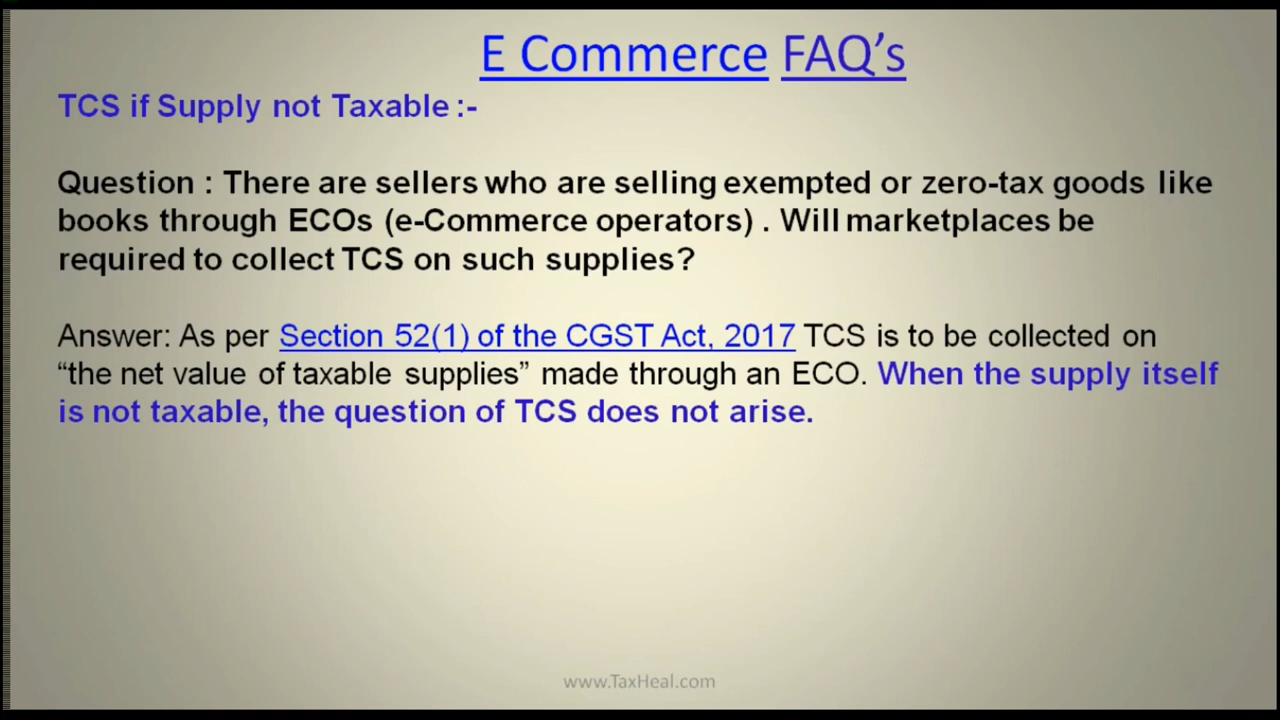 E Commerce FAQ’s
TCS if Supply not Taxable :-
Question : There are sellers who are selling exempted or zero-tax goods like
books through ECOs (e-Commerce operators) . Will marketplaces be
required to collect TCS on such supplies?
Answer: As per Section 52(1) of the CGST Act, 2017 TCS is to be collected on
“the net value of taxable supplies” made through an ECO. When the supply itself
is not taxable, the question of TCS does not arise.
www.TaxHeal.com